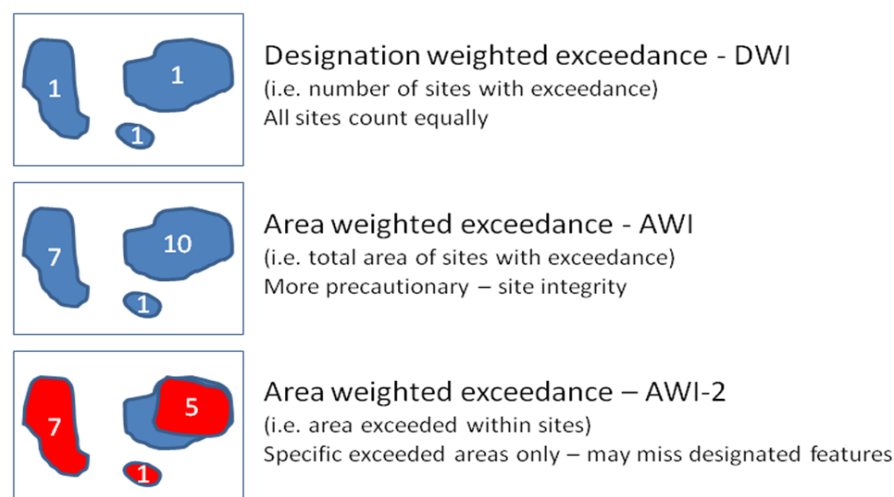 1
1
1
Designation weighted exceedance - DWI
(i.e. number of sites with exceedance)
All sites count equally
7
10
1
Area weighted exceedance - AWI
(i.e. total area of sites with exceedance)
More precautionary – site integrity
7
5
1
Area weighted exceedance – AWI-2
(i.e. area exceeded within sites)
Specific exceeded areas only – may miss designated features